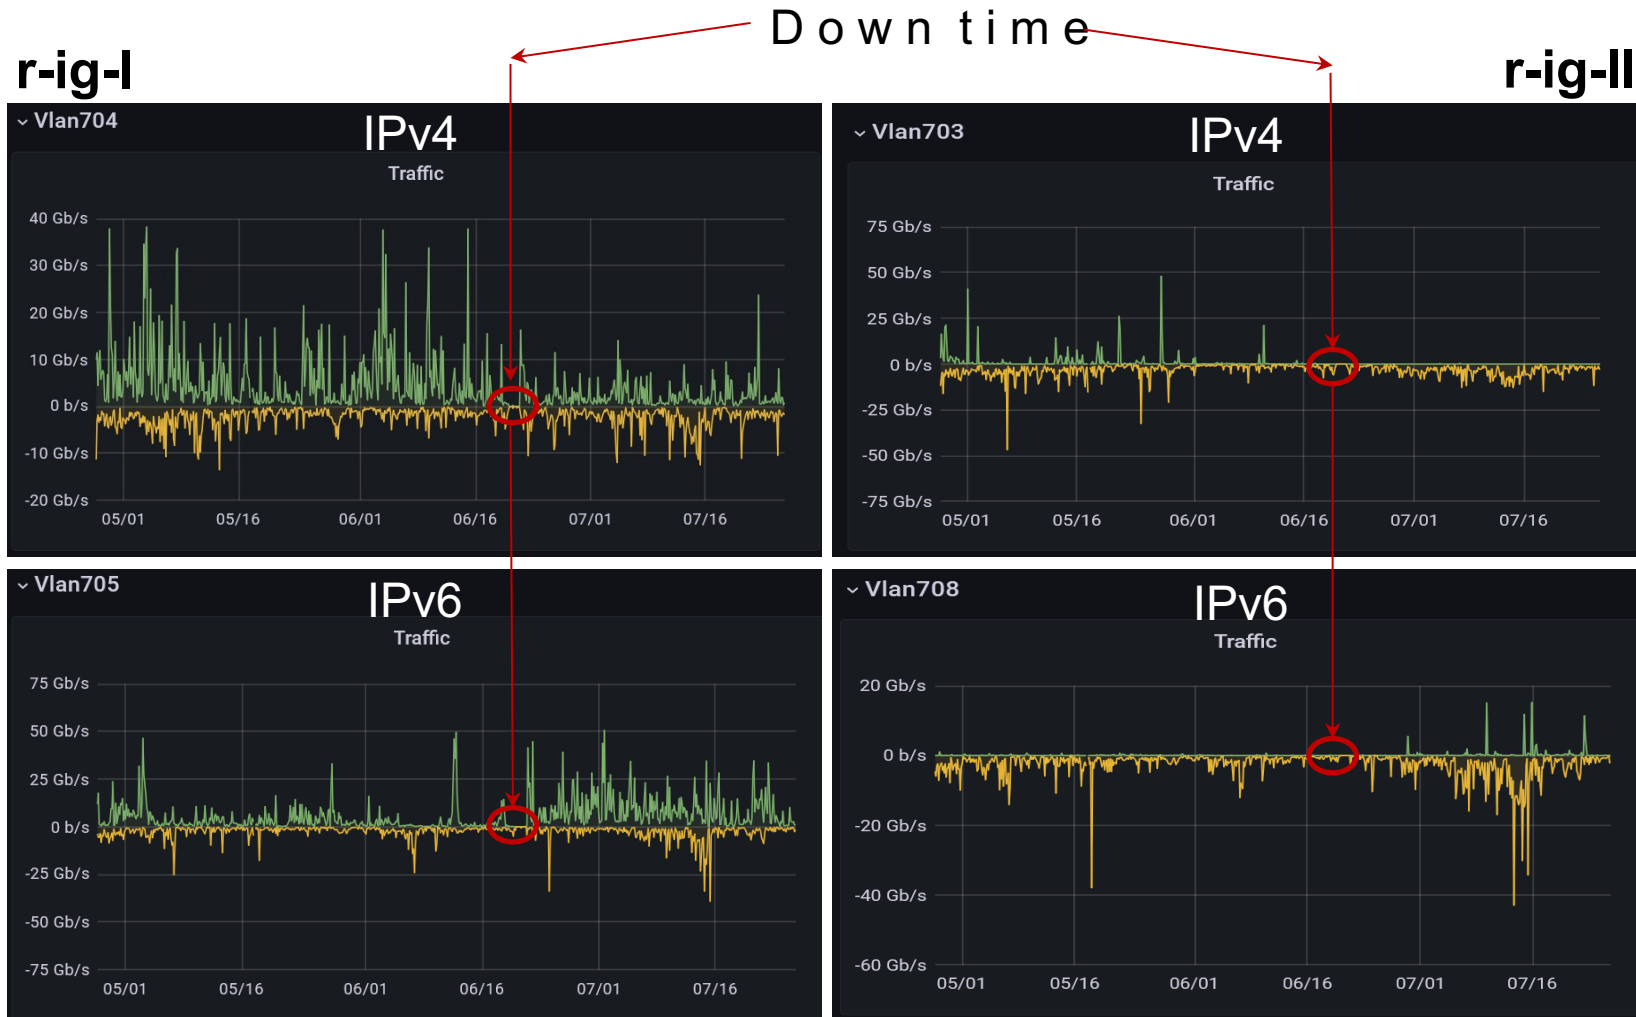 Down time
r-ig-I
r-ig-II
Vlan704
IPv4
Traffic
40 Gb/s
30 Gb/s
20 Gb/s
10 Gb/s
0 b/s
-10 Gb/s
-20 Gb/s
05/01 05/16 06/01 06/16 07/01 07/16
Vlan703
IPv4
Traffic
75 Gb/s
50 Gb/s
25 Gb/s
0 b/s
-25 Gb/s
-50 Gb/s
-75 Gb/s
05/01 05/16 06/01 06/16 07/01 07/16
Vlan705
IPv6
Traffic
75 Gb/s
50 Gb/s
25 Gb/s
0 b/s
-25 Gb/s
-50 Gb/s
-75 Gb/s
05/01 05/16 06/01 06/16 07/01 07/16
Vlan708
IPv6
Traffic
20 Gb/s
0 b/s
-20 Gb/s
-40 Gb/s
-60 Gb/s
05/01 05/16 06/01 06/16 07/01 07/16